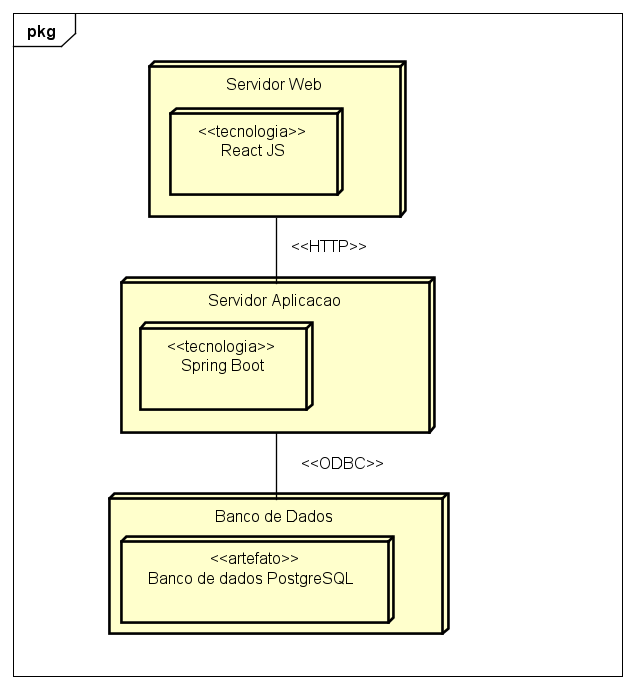 pkg
Servidor Web
<<tecnologia>>
React JS
<<HTTP>>
Servidor Aplicacao
<<tecnologia>>
Spring Boot
<<ODBC>>
Banco de Dados
<<artefato>>
Banco de dados PostgreSQL